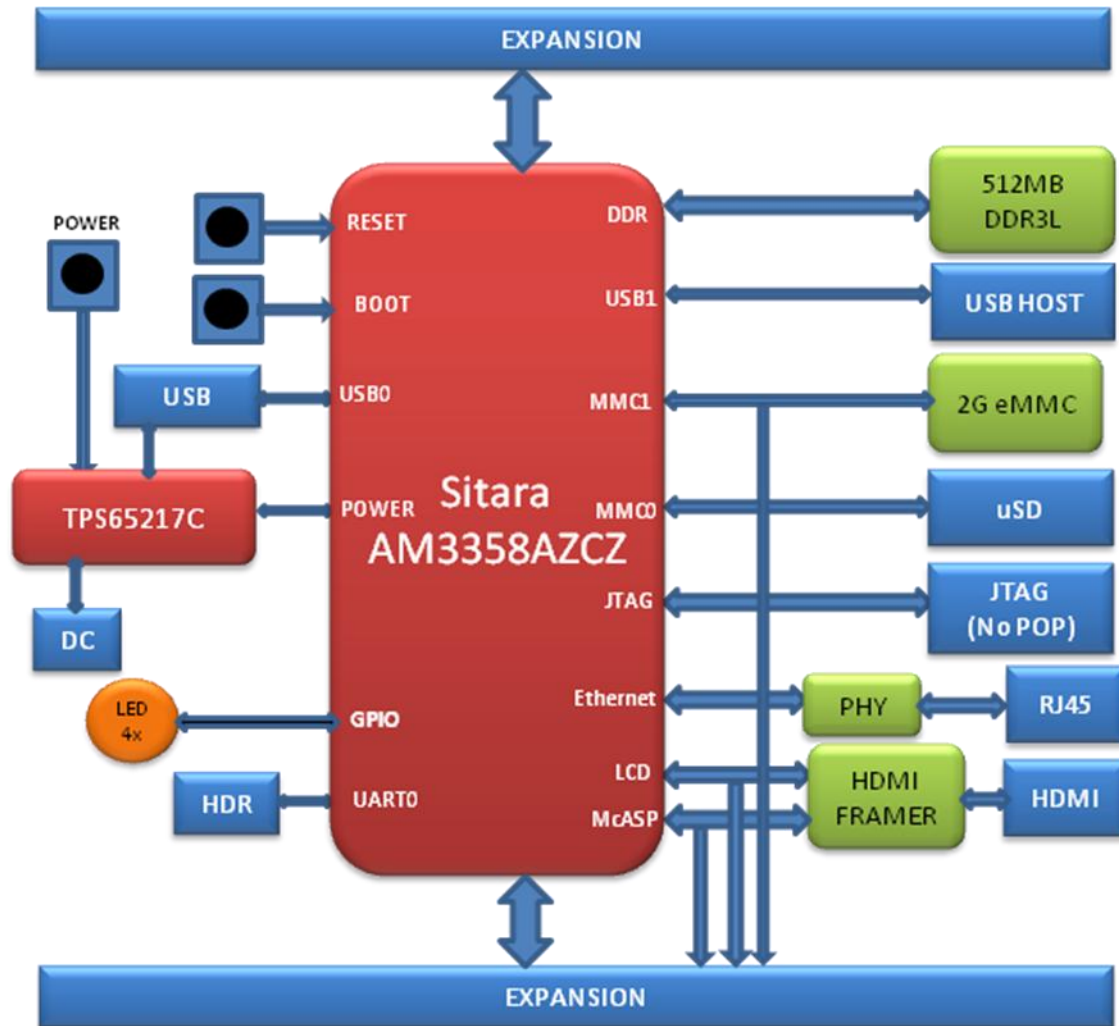 EXPANSION
POWER
RESET
BOOT
USB
USB0
TPS65217C
POWER
DC
LED
4x
GPIO
HDR
UART0
Sitara
AM3358AZCZ
DDR
512MB
DDR3L
USB1
USB HOST
MMC1
2G eMMC
MMC0
uSD
JTAG
JTAG
(No POP)
Ethernet
PHY
RJ45
LCD
McASP
HDMI
FRAMER
HDMI
EXPANSION